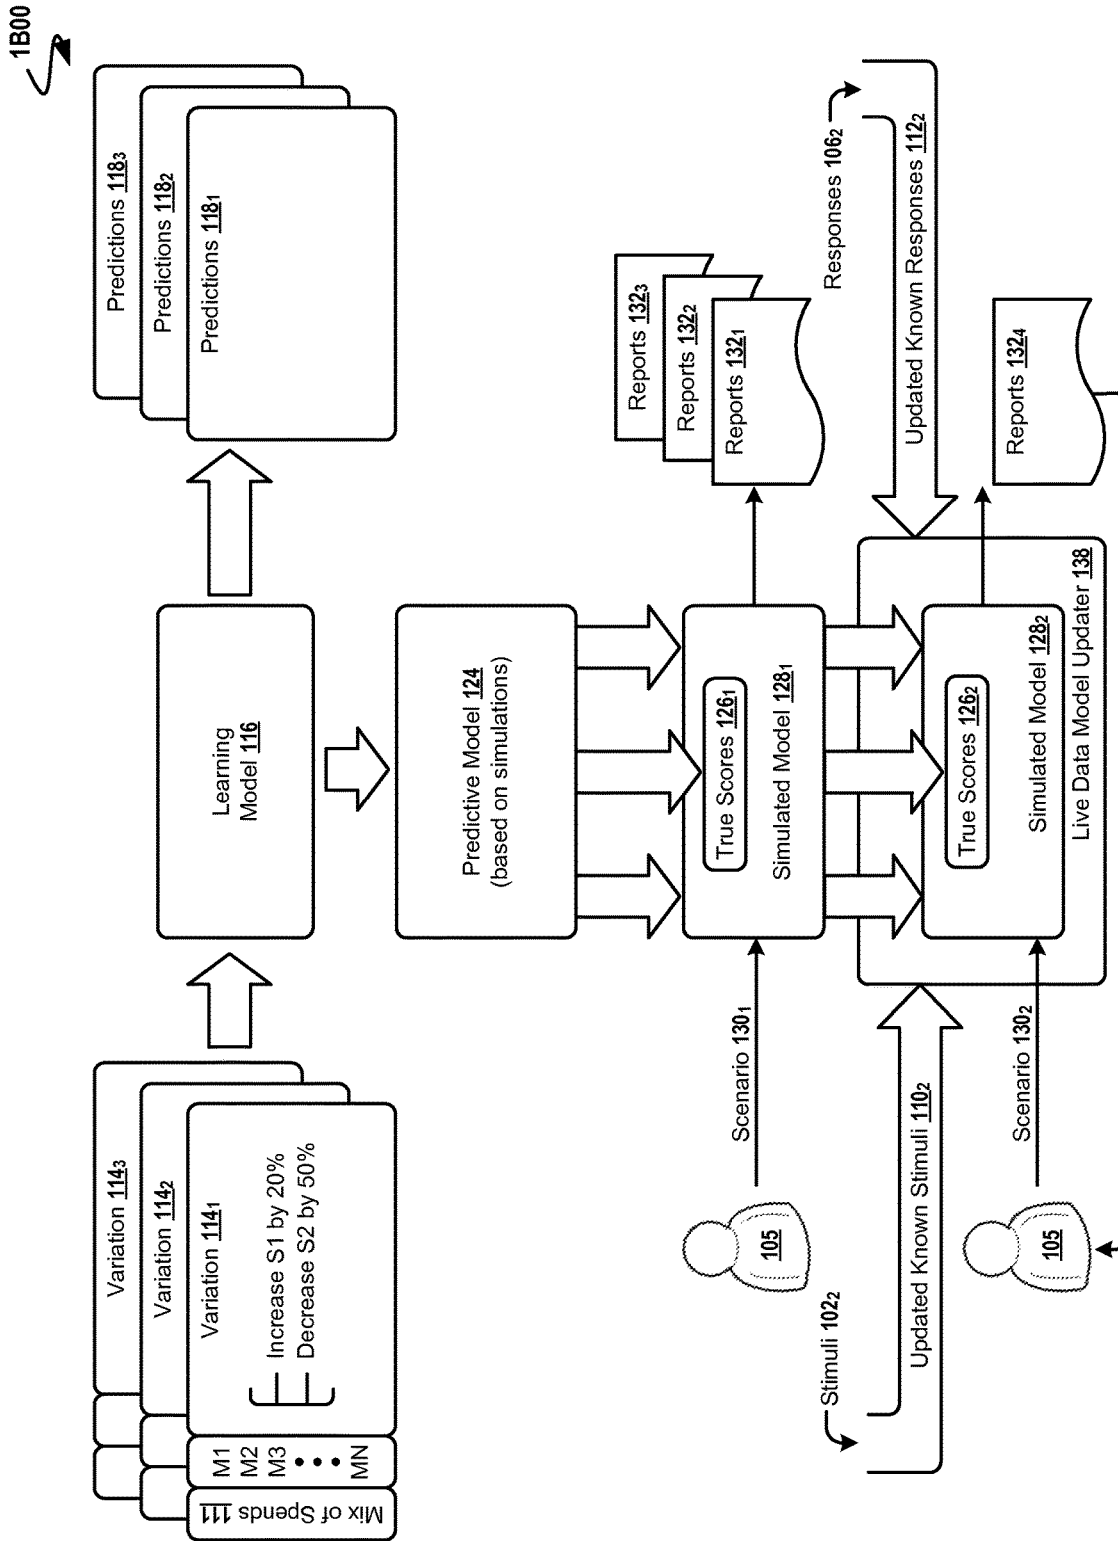 1B00
Mix of Spends 111
M1
M2
M3
MN
Variation 114₃
Variation 114₂
Variation 114₁
Increase S1 by 20%
Decrease S2 by 50%
Learning
Model 116
Predictions 118₃
Predictions 118₂
Predictions 118₁
Predictive Model 124
(based on simulations)
105
Scenario 130₁
True Scores 126₁
Simulated Model 128₁
Reports 132₃
Reports 132₂
Reports 132₁
Stimuli 102₂
Updated Known Stimuli 110₂
Responses 106₂
Updated Known Responses 112₂
105
Scenario 130₂
True Scores 126₂
Simulated Model 128₂
Live Data Model Updater 138
Reports 132₄